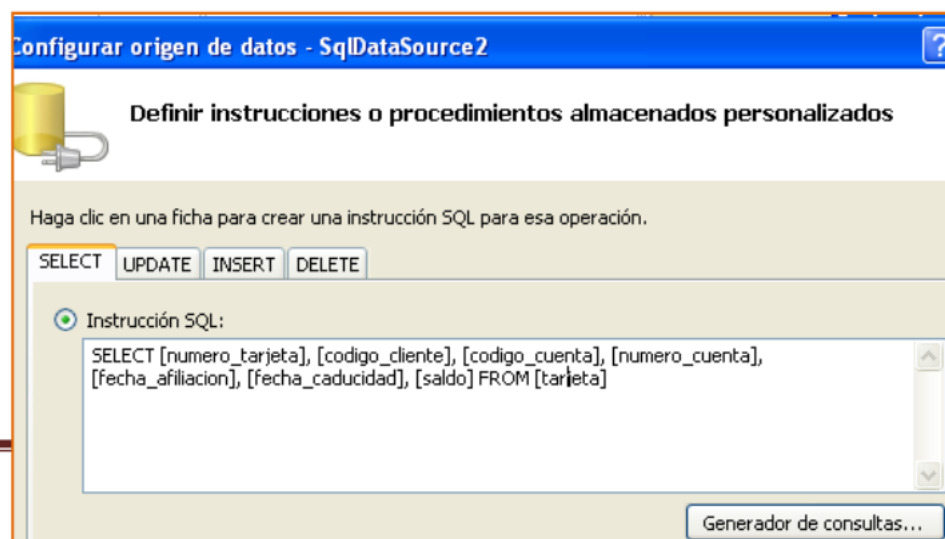 Configurar origen de datos - SqlDataSource2
?
Definir instrucciones o procedimientos almacenados personalizados
Haga clic en una ficha para crear una instrucción SQL para esa operación.
SELECT UPDATE INSERT DELETE
Instrucción SQL:
SELECT [numero_tarjeta], [codigo_cliente], [codigo_cuenta], [numero_cuenta],
[fecha_afiliacion], [fecha_caducidad], [saldo] FROM [tarjeta]
Generador de consultas...